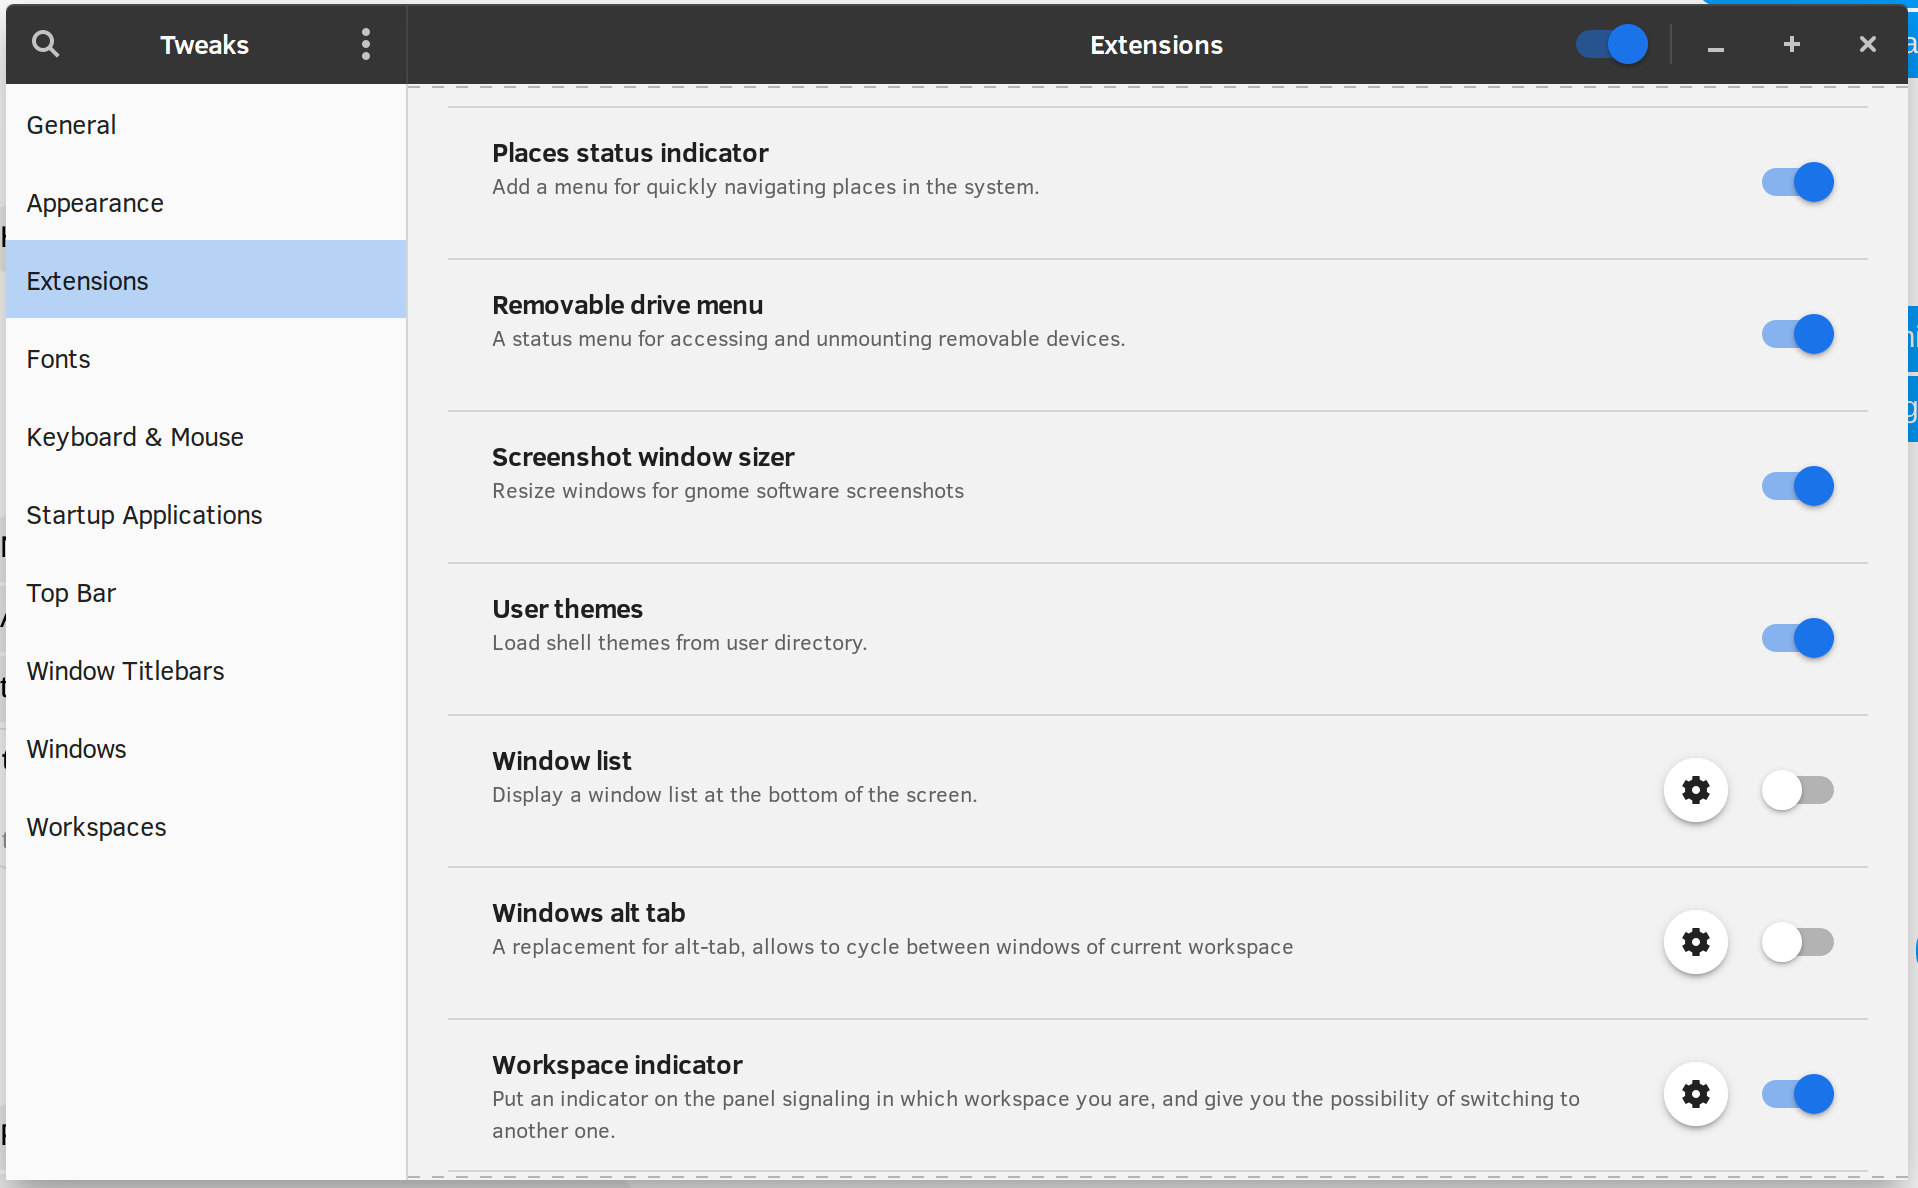 Tweaks
Extensions
General
Appearance
Extensions
Fonts
Keyboard & Mouse
Startup Applications
Top Bar
Window Titlebars
Windows
Workspaces
Places status indicator
Add a menu for quickly navigating places in the system.
Removable drive menu
A status menu for accessing and unmounting removable devices.
Screenshot window sizer
Resize windows for gnome software screenshots
User themes
Load shell themes from user directory.
Window list
Display a window list at the bottom of the screen.
Windows alt tab
A replacement for alt-tab, allows to cycle between windows of current workspace
Workspace indicator
Put an indicator on the panel signaling in which workspace you are, and give you the possibility of switching to
another one.